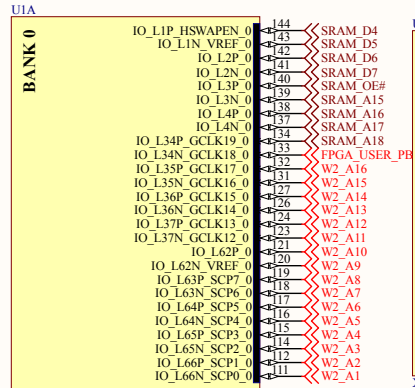 U1A
BANK 0
IO_L1P_HSWAPEN_0 144 SRAM_D4
IO_L1N_VREF_0 143 SRAM_D5
IO_L2P_0 142 SRAM_D6
IO_L2N_0 141 SRAM_D7
IO_L3P_0 140 SRAM_OE#
IO_L3N_0 139 SRAM_A15
IO_L4P_0 138 SRAM_A16
IO_L4N_0 137 SRAM_A17
IO_L34P_GCLK19_0 134 SRAM_A18
IO_L34N_GCLK18_0 133 FPGA_USER_PB
IO_L35P_GCLK17_0 132 W2_A16
IO_L35N_GCLK16_0 131 W2_A15
IO_L36P_GCLK15_0 127 W2_A14
IO_L36N_GCLK14_0 126 W2_A13
IO_L37P_GCLK13_0 124 W2_A12
IO_L37N_GCLK12_0 123 W2_A11
IO_L62P_0 121 W2_A10
IO_L62N_VREF_0 120 W2_A9
IO_L63P_SCP7_0 119 W2_A8
IO_L63N_SCP6_0 118 W2_A7
IO_L64P_SCP5_0 117 W2_A6
IO_L64N_SCP4_0 116 W2_A5
IO_L65P_SCP3_0 115 W2_A4
IO_L65N_SCP2_0 114 W2_A3
IO_L66P_SCP1_0 112 W2_A2
IO_L66N_SCP0_0 111 W2_A1